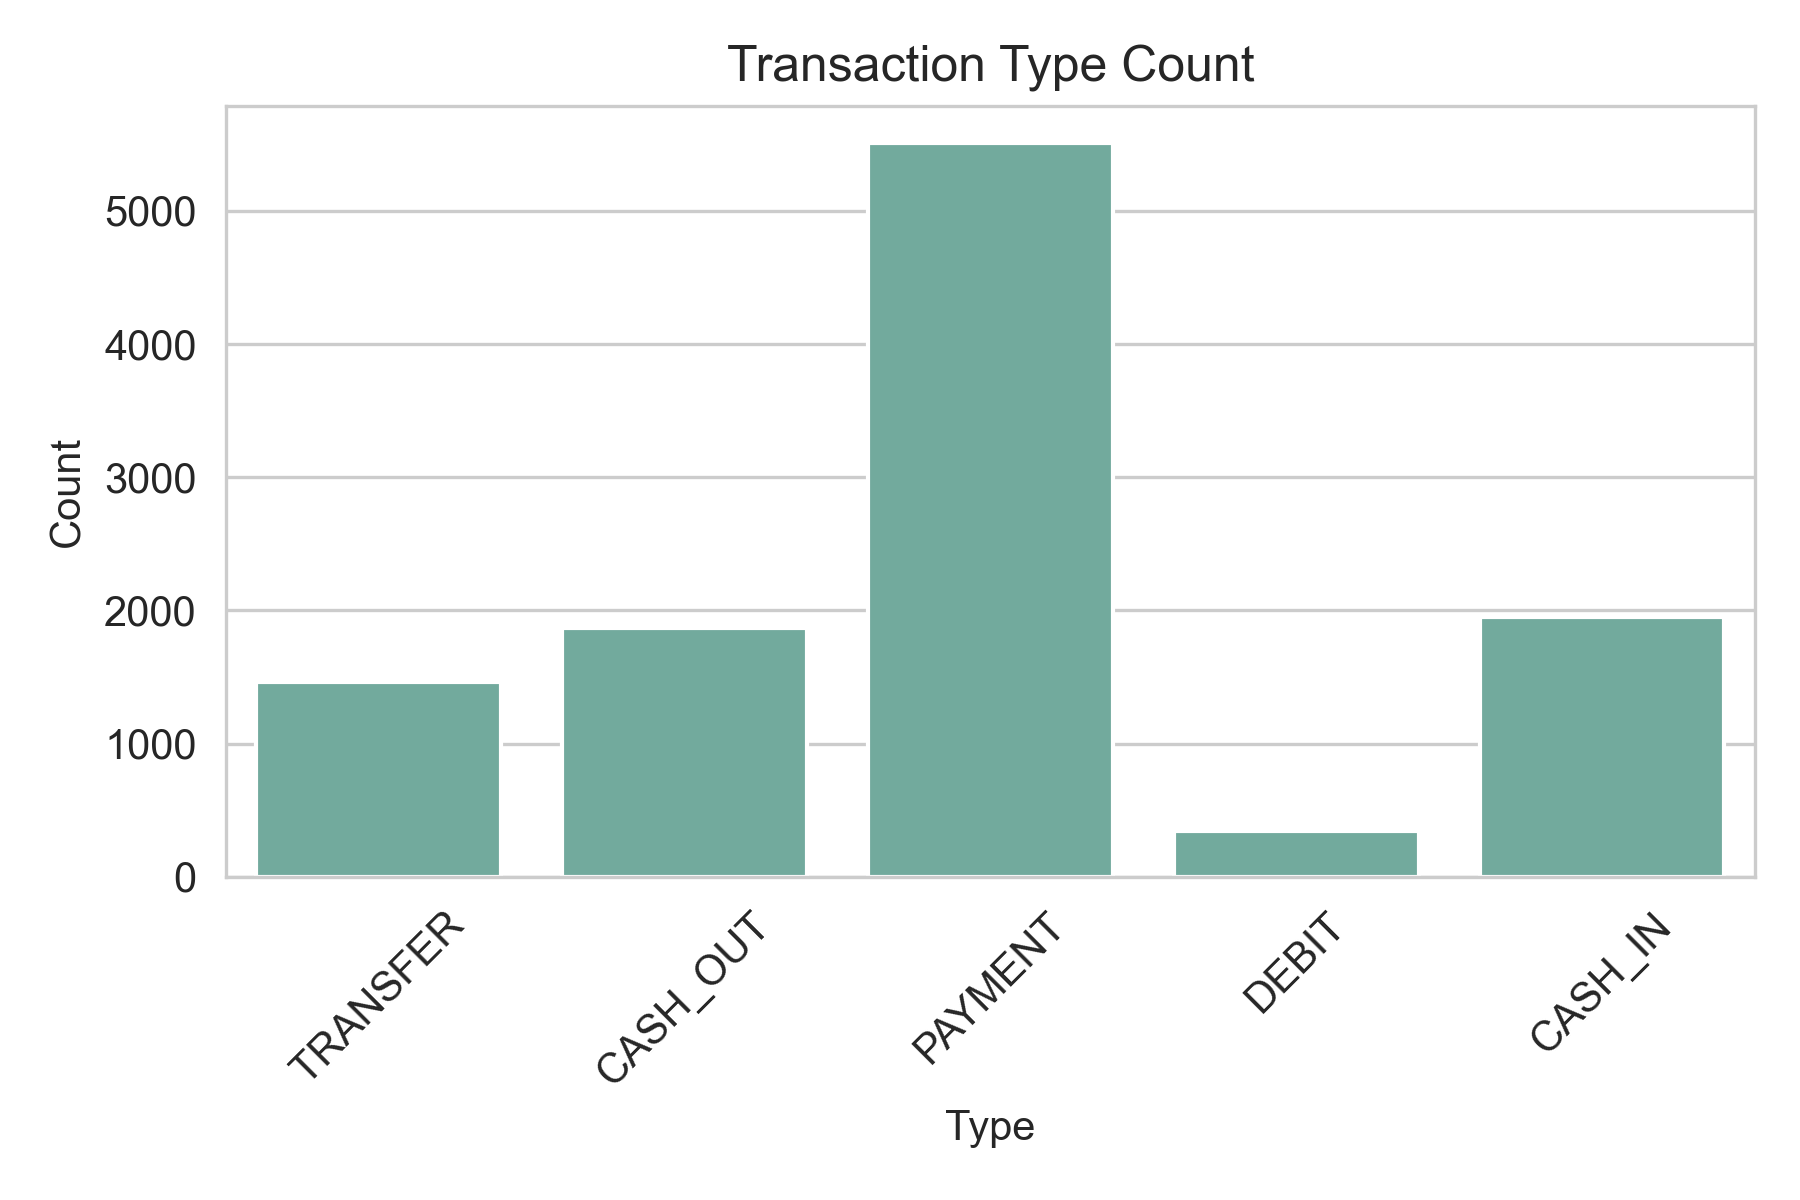 Transaction Type Count
Count
5000
4000
3000
2000
1000
0
TRANSFER
CASH_OUT
PAYMENT
DEBIT
CASH_IN
Type